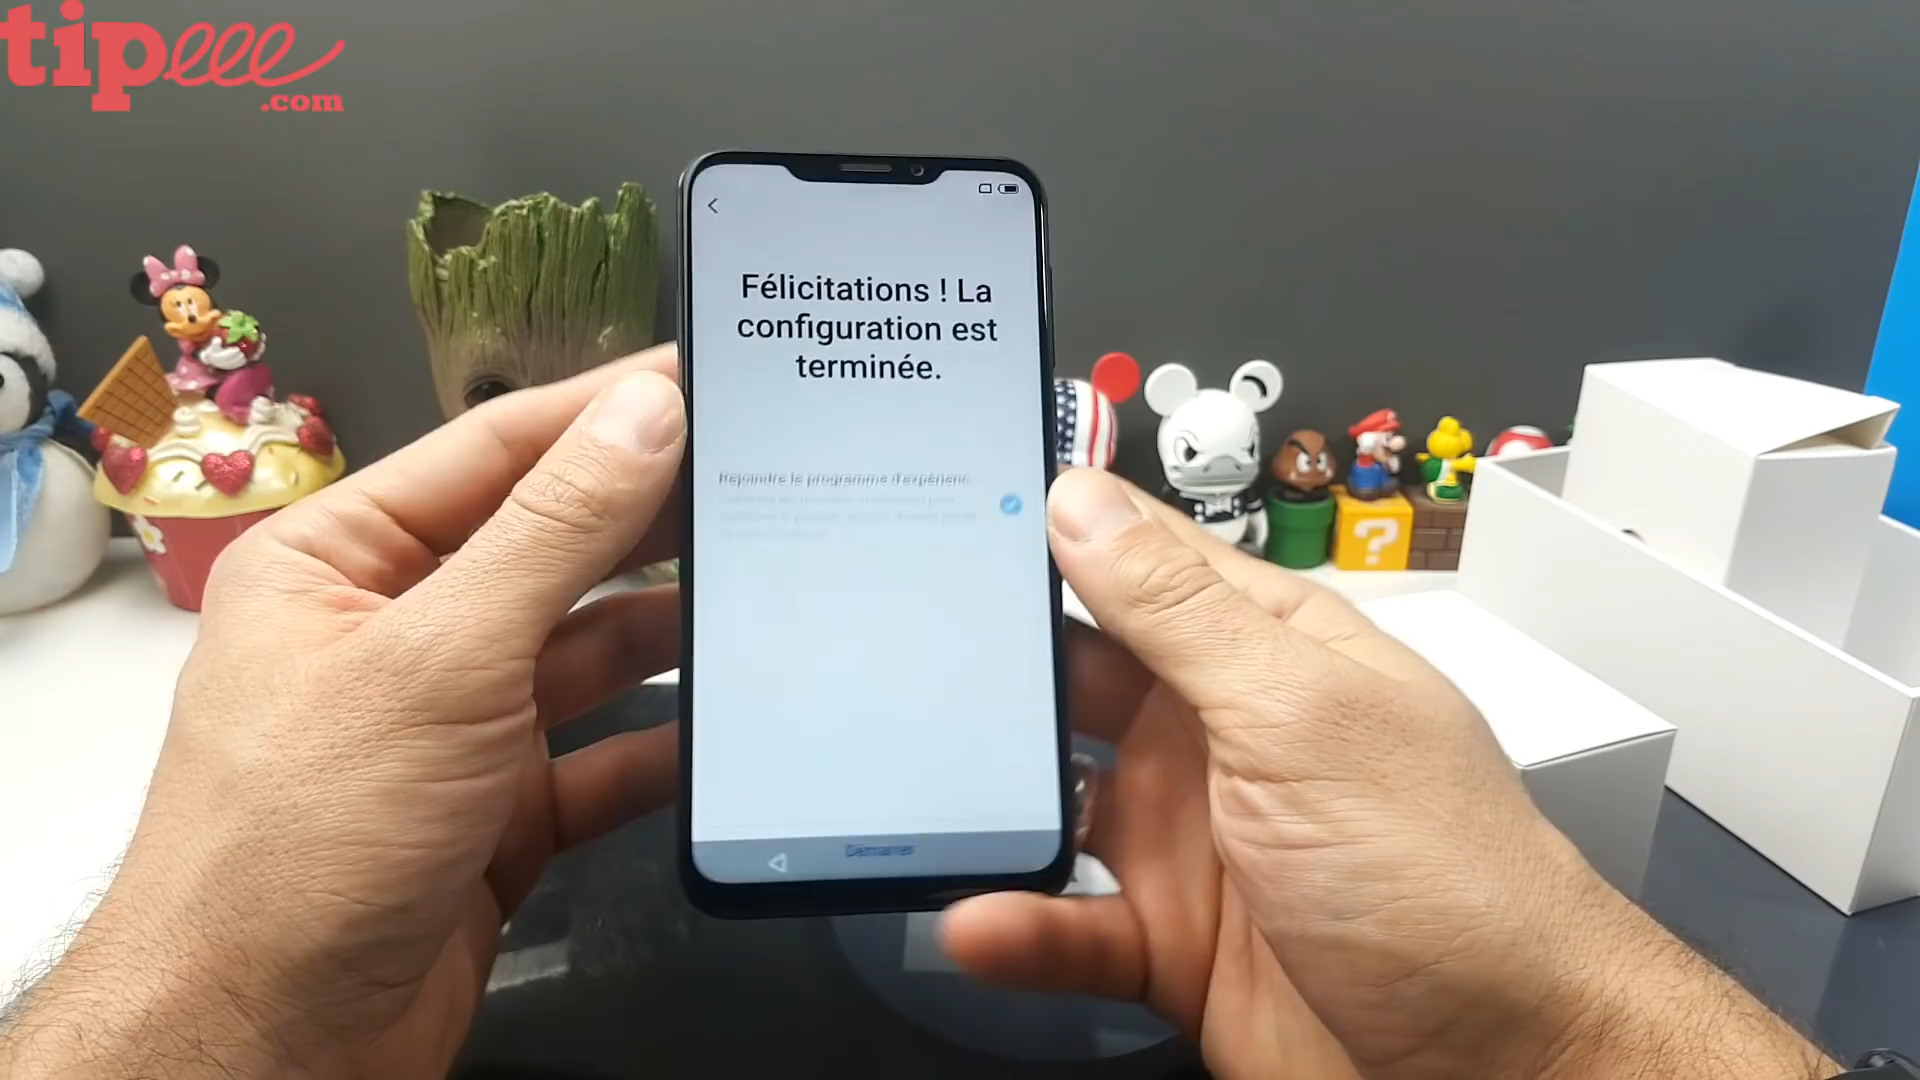 tipeee
.com
Félicitations ! La
configuration est
terminée.
Rejoindre le programme d'expérienc
Démarrer
?